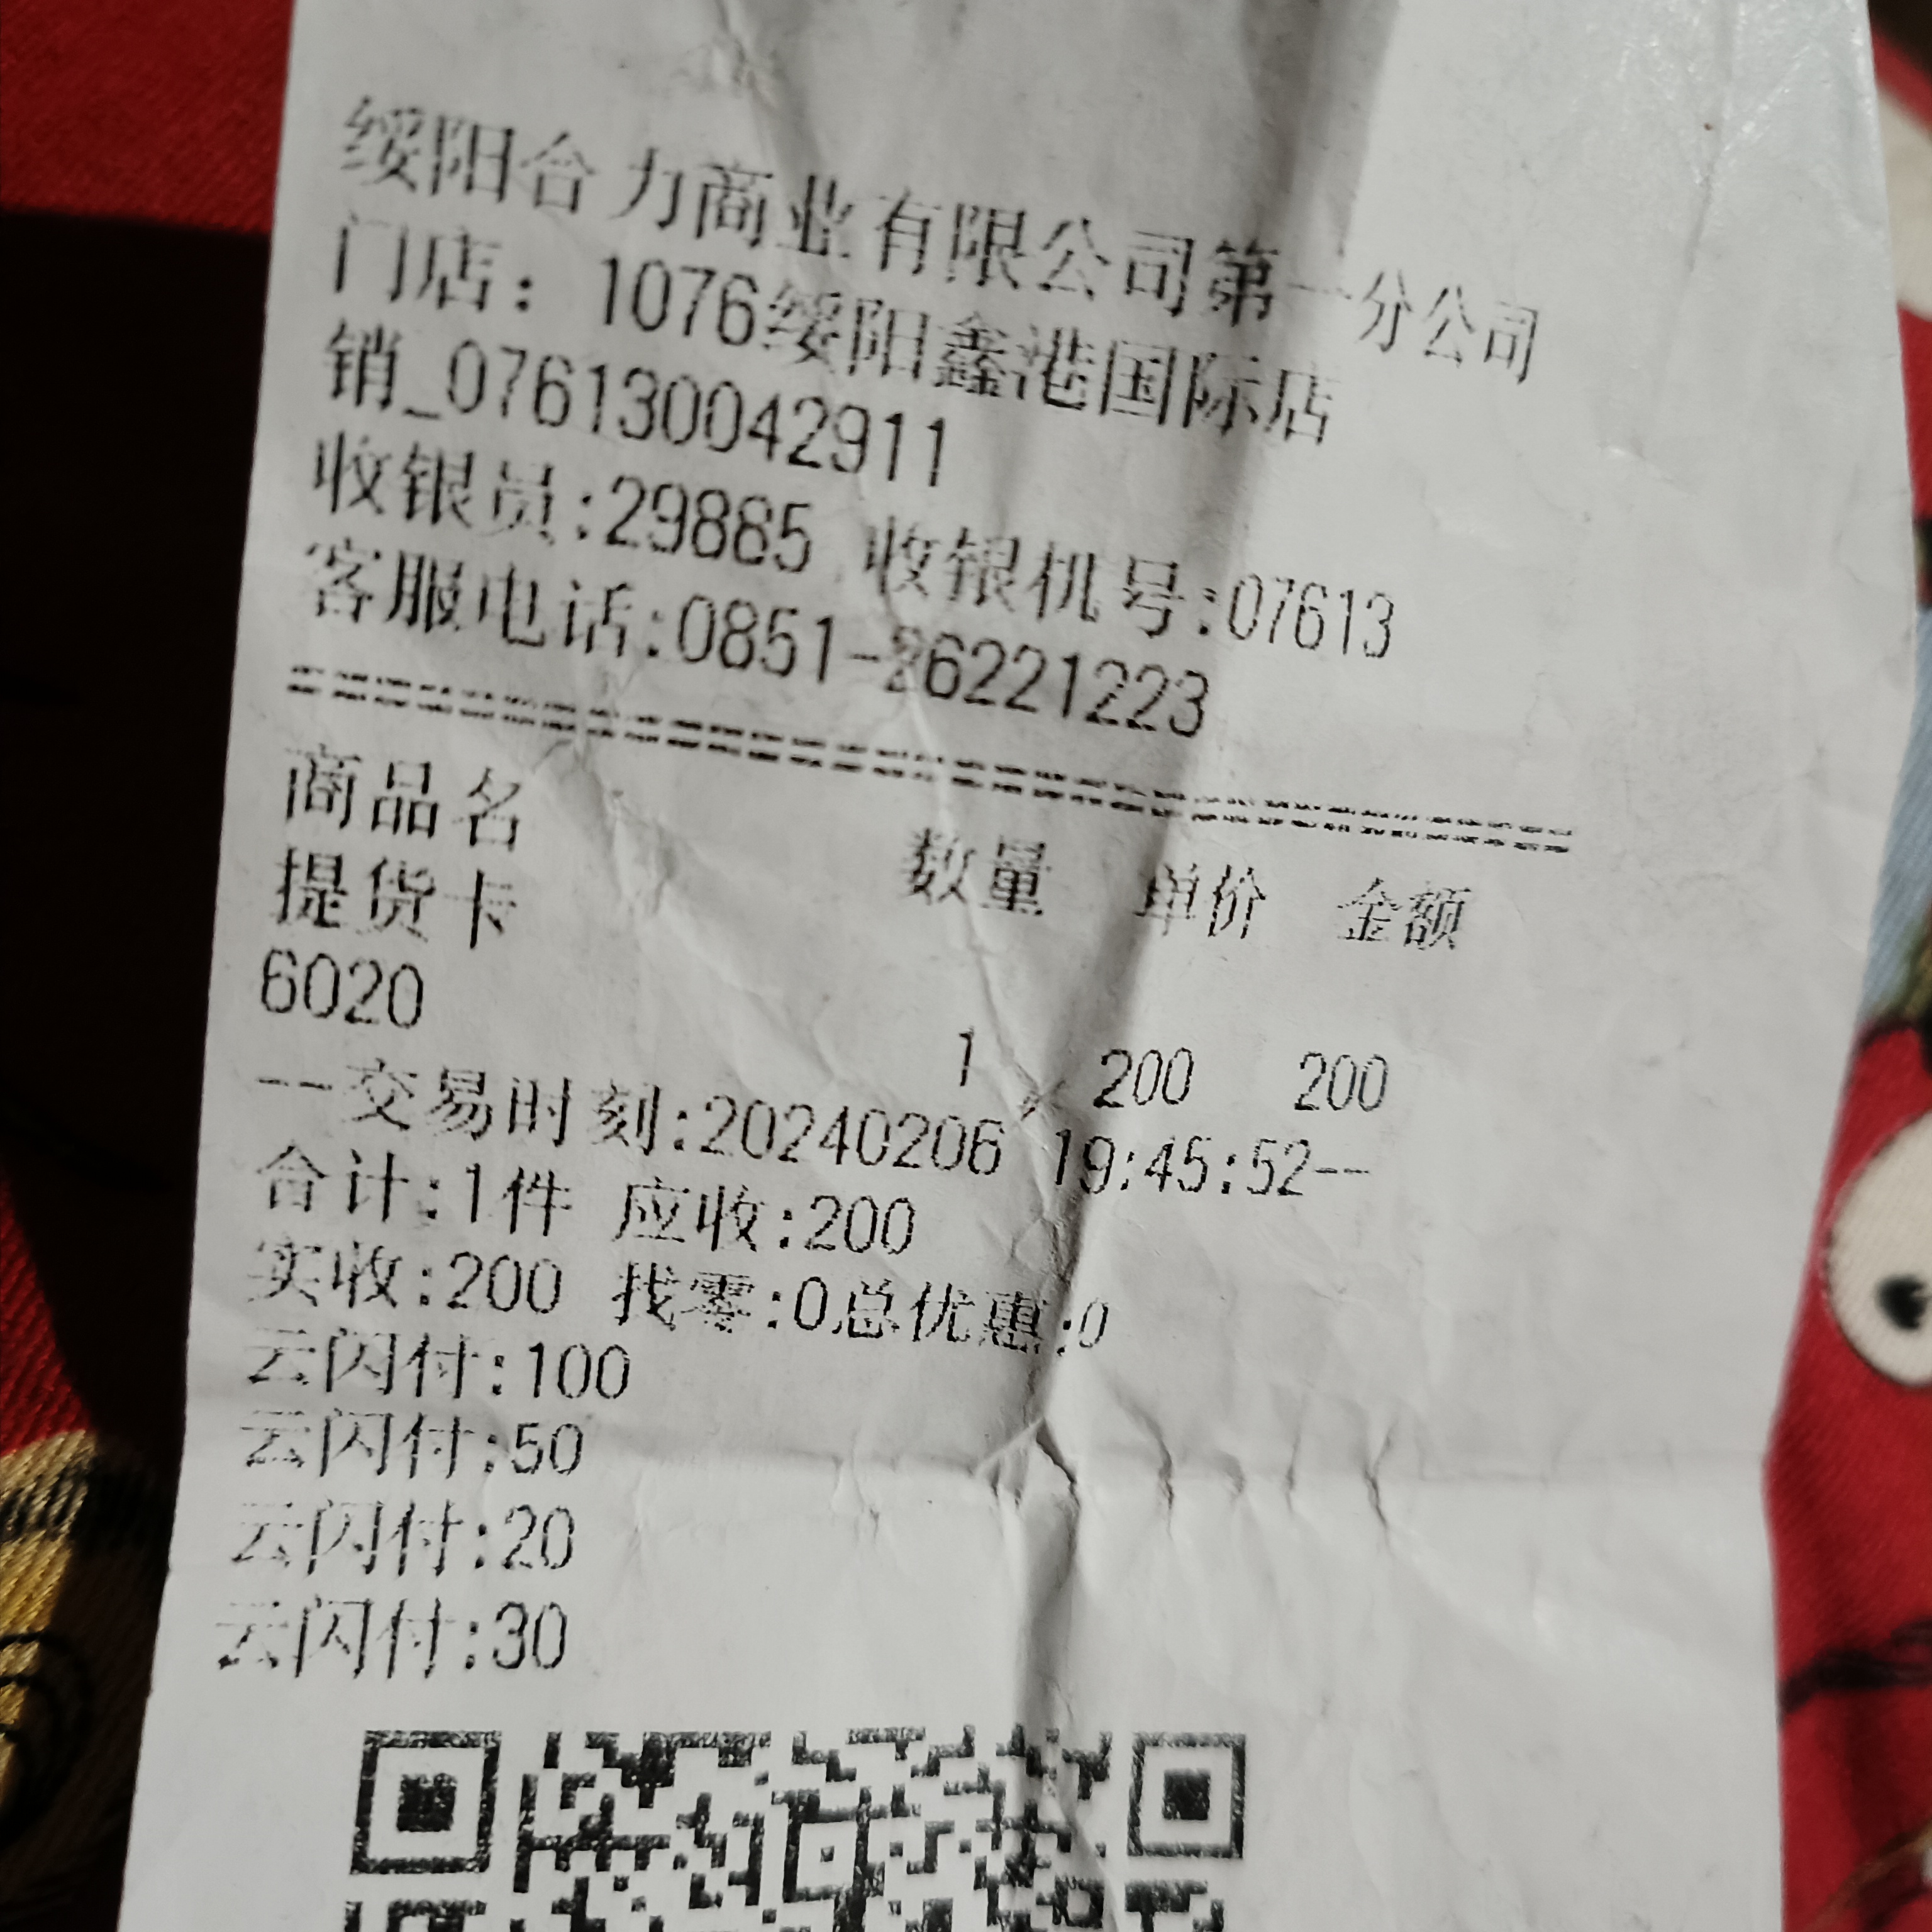 绥阳合力商业有限公司第一分公司
门店：1076绥阳鑫港国际店
销_076130042911
收银员:29885 收银机号:07613
客服电话:0851-26221223
商品名 数量 单价 金额
提货卡
6020 1 200 200
--交易时刻:20240206 19:45:52--
合计:1件 应收:200
实收:200 找零:0总优惠:0
云闪付:100
云闪付:50
云闪付:20
云闪付:30